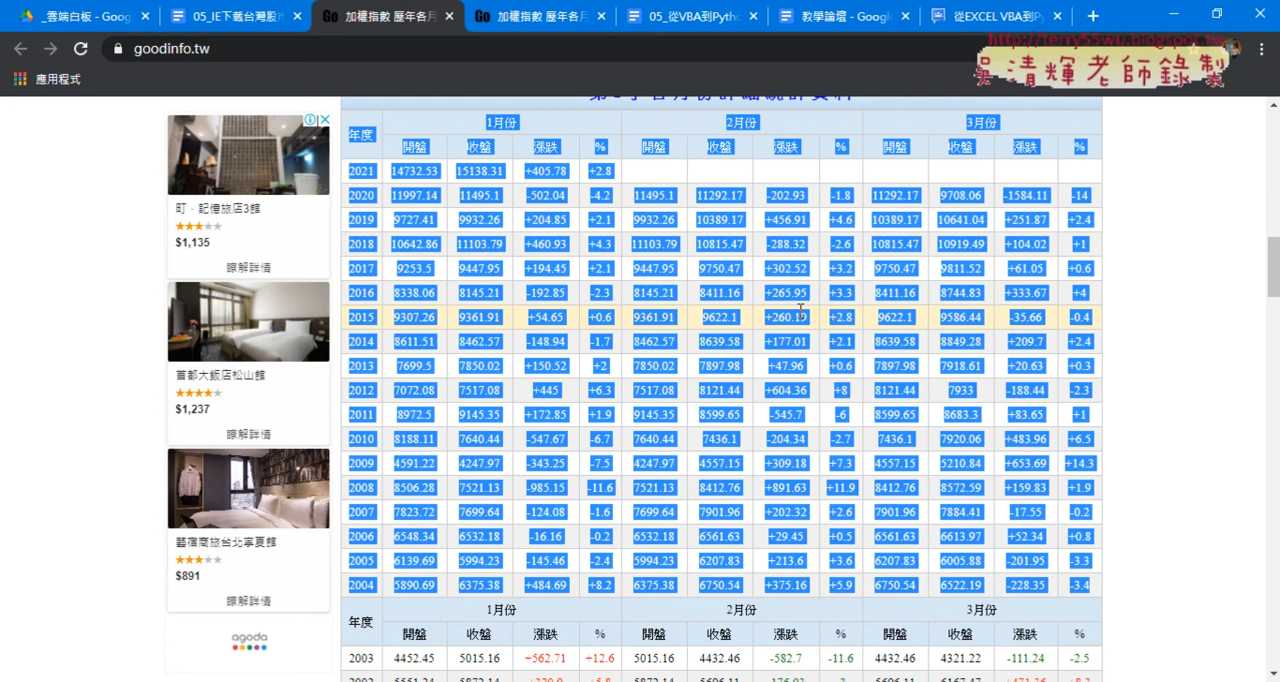 _雲端白板 - Goog
05_IE下載台灣股市
加權指數 歷年各月
加權指數 歷年各月
05_從VBA到Pytho
教學論壇 - Google
從EXCEL VBA到Py
goodinfo.tw
http://terry55wu.blogspot.tw
吳清輝老師錄製
應用程式
年度 1月份 2月份 3月份
開盤 收盤 漲跌 % 開盤 收盤 漲跌 % 開盤 收盤 漲跌 %
2021 14732.53 15138.31 +405.78 +2.8
2020 11997.14 11495.1 -502.04 -4.2 11495.1 11292.17 -202.93 -1.8 11292.17 9708.06 -1584.11 -14
2019 9727.41 9932.26 +204.85 +2.1 9932.26 10389.17 +456.91 +4.6 10389.17 10641.04 +251.87 +2.4
2018 10642.86 11103.79 +460.93 +4.3 11103.79 10815.47 -288.32 -2.6 10815.47 10919.49 +104.02 +1
2017 9253.5 9447.95 +194.45 +2.1 9447.95 9750.47 +302.52 +3.2 9750.47 9811.52 +61.05 +0.6
2016 8338.06 8145.21 -192.85 -2.3 8145.21 8411.16 +265.95 +3.3 8411.16 8744.83 +333.67 +4
2015 9307.26 9361.91 +54.65 +0.6 9361.91 9622.1 +2.8 9622.1 9586.44 -35.66 -0.4
2014 8611.51 8462.57 -148.94 -1.7 8462.57 8639.58 +177.01 +2.1 8639.58 8849.28 +209.7 +2.4
2013 7699.5 7850.02 +150.52 +2 7850.02 7897.98 +47.96 +0.6 7897.98 7918.61 +20.63 +0.3
2012 7072.08 7517.08 +445 +6.3 7517.08 8121.44 +604.36 +8 8121.44 7933 -188.44 -2.3
2011 8972.5 9145.35 +172.85 +1.9 9145.35 8599.65 -545.7 -6 8599.65 8683.3 +83.65 +1
2010 8188.11 7640.44 -547.67 -6.7 7640.44 7436.1 -204.34 -2.7 7436.1 7920.06 +483.96 +6.5
2009 4591.22 4247.97 -343.25 -7.5 4247.97 4557.15 +309.18 +7.3 4557.15 5210.84 +653.69 +14.3
2008 8506.28 7521.13 -985.15 -11.6 7521.13 8412.76 +891.63 +11.9 8412.76 8572.59 +159.83 +1.9
2007 7823.72 7699.64 -124.08 -1.6 7699.64 7901.96 +202.32 +2.6 7901.96 7884.41 -17.55 -0.2
2006 6548.34 6532.18 -16.16 -0.2 6532.18 6561.63 +29.45 +0.5 6561.63 6613.97 +52.34 +0.8
2005 6139.69 5994.23 -145.46 -2.4 5994.23 6207.83 +213.6 +3.6 6207.83 6005.88 -201.95 -3.3
2004 5890.69 6375.38 +484.69 +8.2 6375.38 6750.54 +375.16 +5.9 6750.54 6522.19 -228.35 -3.4
年度 1月份 2月份 3月份
開盤 收盤 漲跌 % 開盤 收盤 漲跌 % 開盤 收盤 漲跌 %
2003 4452.45 5015.16 +562.71 +12.6 5015.16 4432.46 -582.7 -11.6 4432.46 4321.22 -111.24 -2.5
町・記憶旅店3館
$1,135
瞭解詳情
首都大飯店松山館
$1,237
瞭解詳情
藝宿商旅台北寧夏館
$891
瞭解詳情
agoda